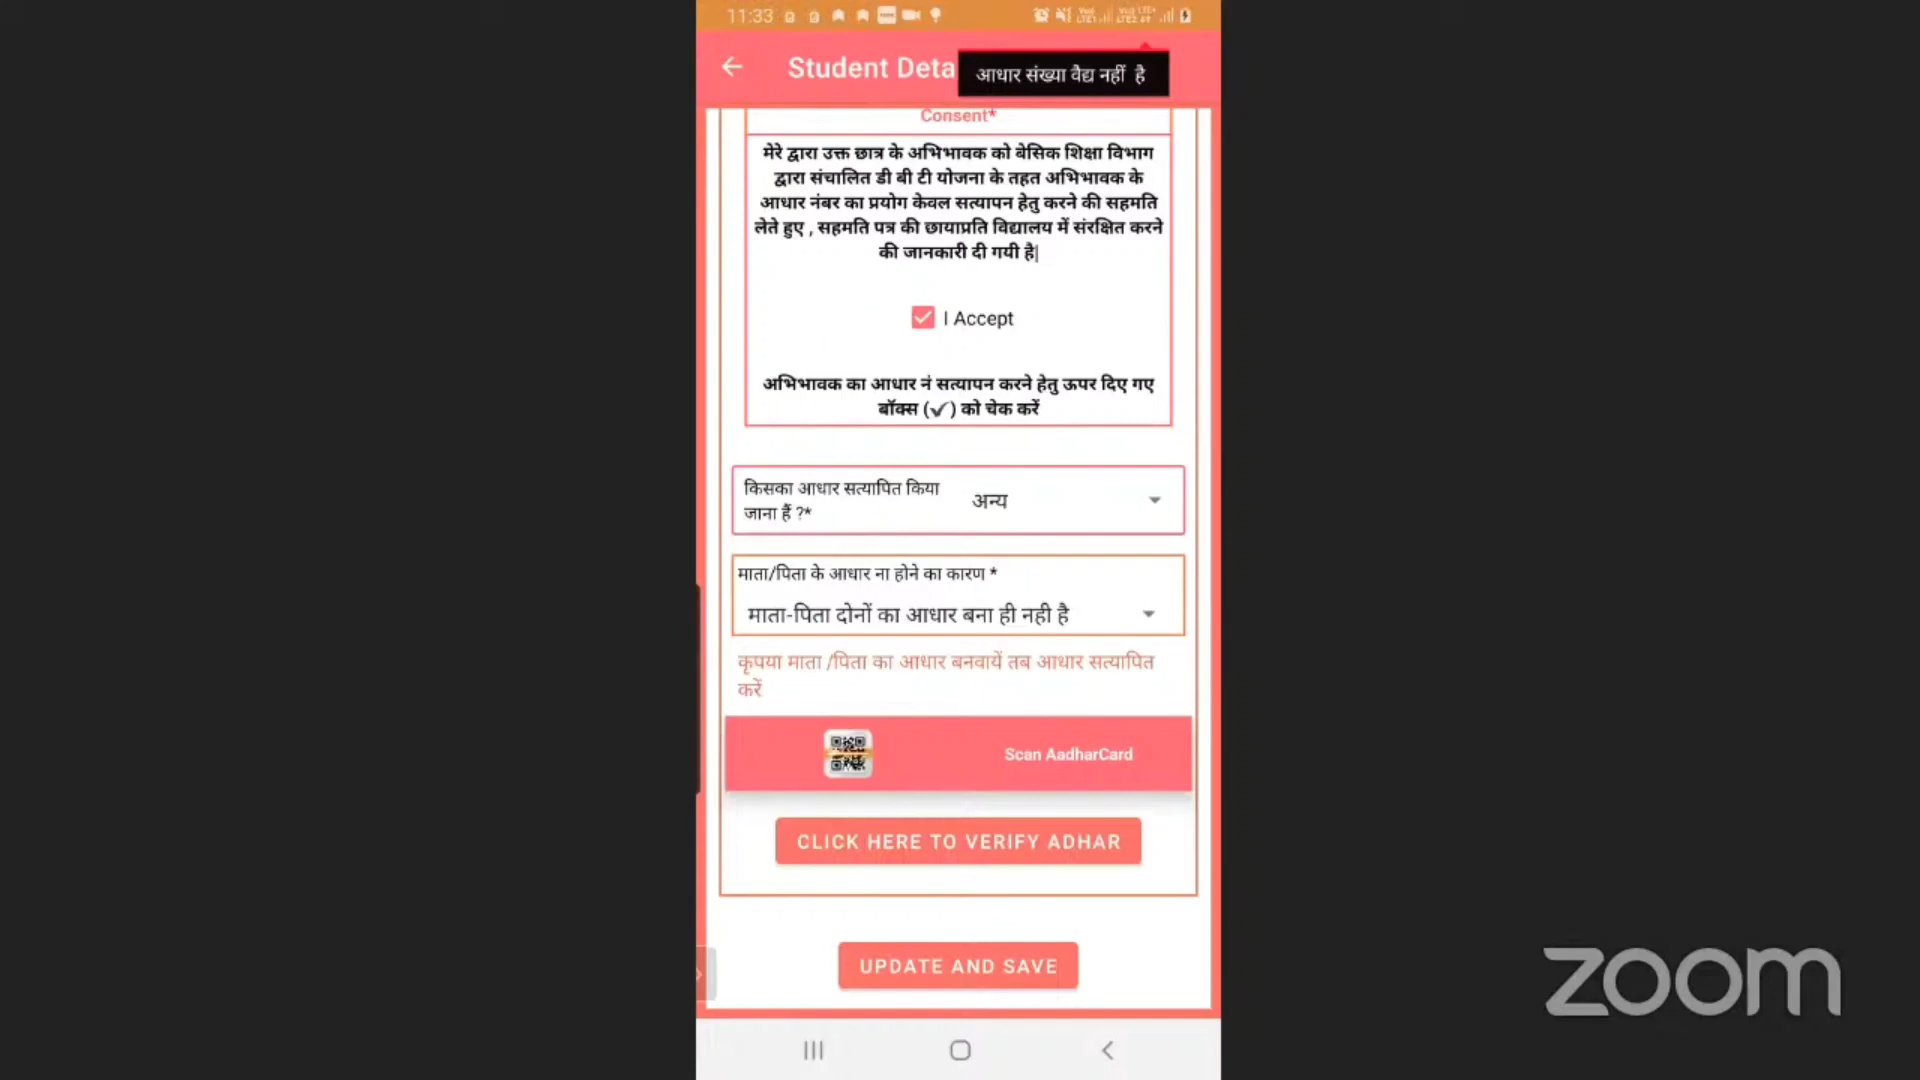 11:33
Student Deta
आधार संख्या वैद्य नहीं है
Consent*
मेरे द्वारा उक्त छात्र के अभिभावक को बेसिक शिक्षा विभाग
द्वारा संचालित डी बी टी योजना के तहत अभिभावक के
आधार नंबर का प्रयोग केवल सत्यापन हेतु करने की सहमति
लेते हुए , सहमति पत्र की छायाप्रति विद्यालय में संरक्षित करने
की जानकारी दी गयी है|
I Accept
अभिभावक का आधार नं सत्यापन करने हेतु ऊपर दिए गए
बॉक्स (✓) को चेक करें
किसका आधार सत्यापित किया
जाना हैं ?*
अन्य
माता/पिता के आधार ना होने का कारण *
माता-पिता दोनों का आधार बना ही नही है
कृपया माता /पिता का आधार बनवायें तब आधार सत्यापित
करें
Scan AadharCard
CLICK HERE TO VERIFY ADHAR
UPDATE AND SAVE
zoom